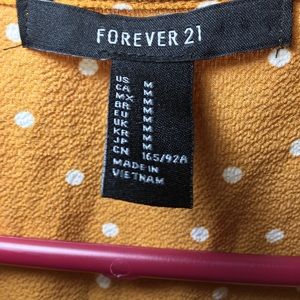 FOREVER 21
US M
CA M
MX M
BR M
EU M
UK M
KR M
JP M
CN 165/92A
MADE IN
VIETNAM